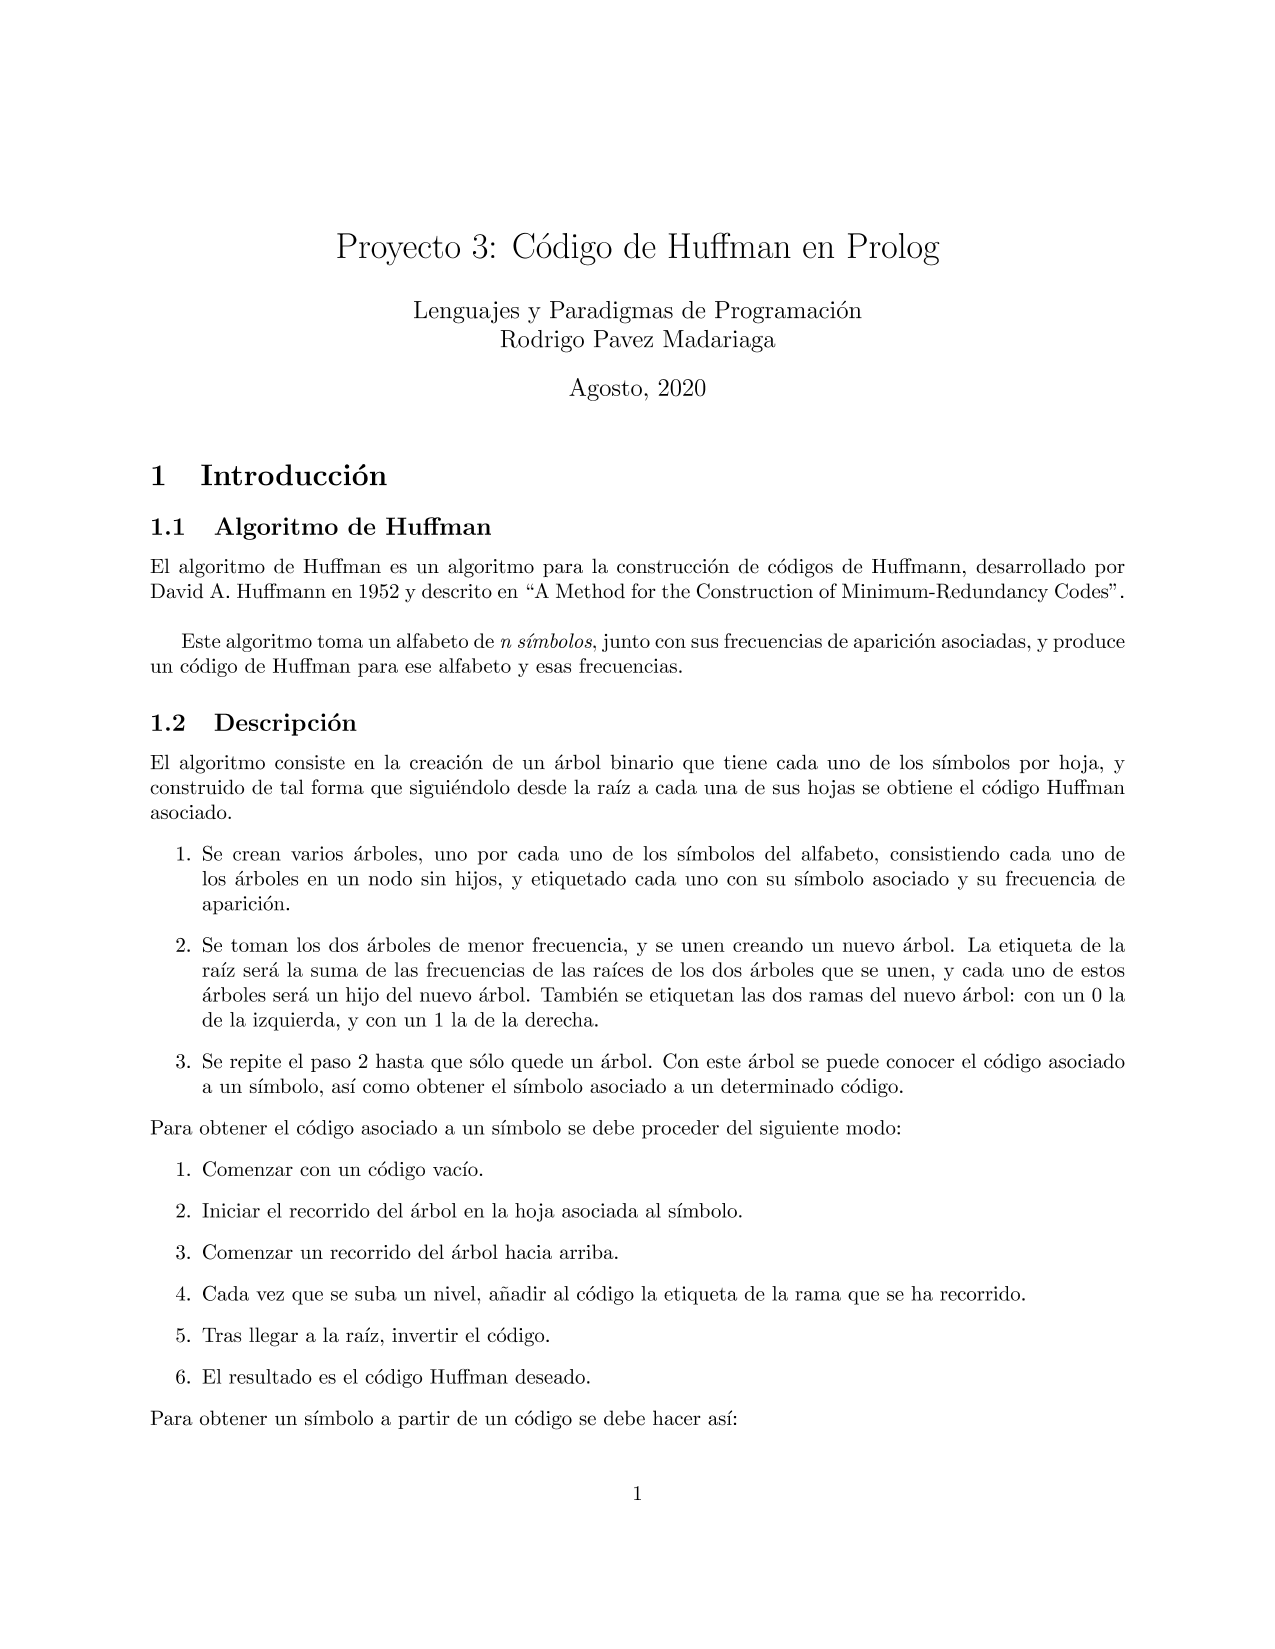 Proyecto 3: Código de Huffman en Prolog
Lenguajes y Paradigmas de Programación
Rodrigo Pavez Madariaga
Agosto, 2020
1 Introducción
1.1 Algoritmo de Huffman
El algoritmo de Huffman es un algoritmo para la construcción de códigos de Huffmann, desarrollado por
David A. Huffmann en 1952 y descrito en “A Method for the Construction of Minimum-Redundancy Codes”.
Este algoritmo toma un alfabeto de n símbolos, junto con sus frecuencias de aparición asociadas, y produce
un código de Huffman para ese alfabeto y esas frecuencias.
1.2 Descripción
El algoritmo consiste en la creación de un árbol binario que tiene cada uno de los símbolos por hoja, y
construido de tal forma que siguiéndolo desde la raíz a cada una de sus hojas se obtiene el código Huffman
asociado.
1. Se crean varios árboles, uno por cada uno de los símbolos del alfabeto, consistiendo cada uno de
los árboles en un nodo sin hijos, y etiquetado cada uno con su símbolo asociado y su frecuencia de
aparición.
2. Se toman los dos árboles de menor frecuencia, y se unen creando un nuevo árbol. La etiqueta de la
raíz será la suma de las frecuencias de las raíces de los dos árboles que se unen, y cada uno de estos
árboles será un hijo del nuevo árbol. También se etiquetan las dos ramas del nuevo árbol: con un 0 la
de la izquierda, y con un 1 la de la derecha.
3. Se repite el paso 2 hasta que sólo quede un árbol. Con este árbol se puede conocer el código asociado
a un símbolo, así como obtener el símbolo asociado a un determinado código.
Para obtener el código asociado a un símbolo se debe proceder del siguiente modo:
1. Comenzar con un código vacío.
2. Iniciar el recorrido del árbol en la hoja asociada al símbolo.
3. Comenzar un recorrido del árbol hacia arriba.
4. Cada vez que se suba un nivel, añadir al código la etiqueta de la rama que se ha recorrido.
5. Tras llegar a la raíz, invertir el código.
6. El resultado es el código Huffman deseado.
Para obtener un símbolo a partir de un código se debe hacer así:
1